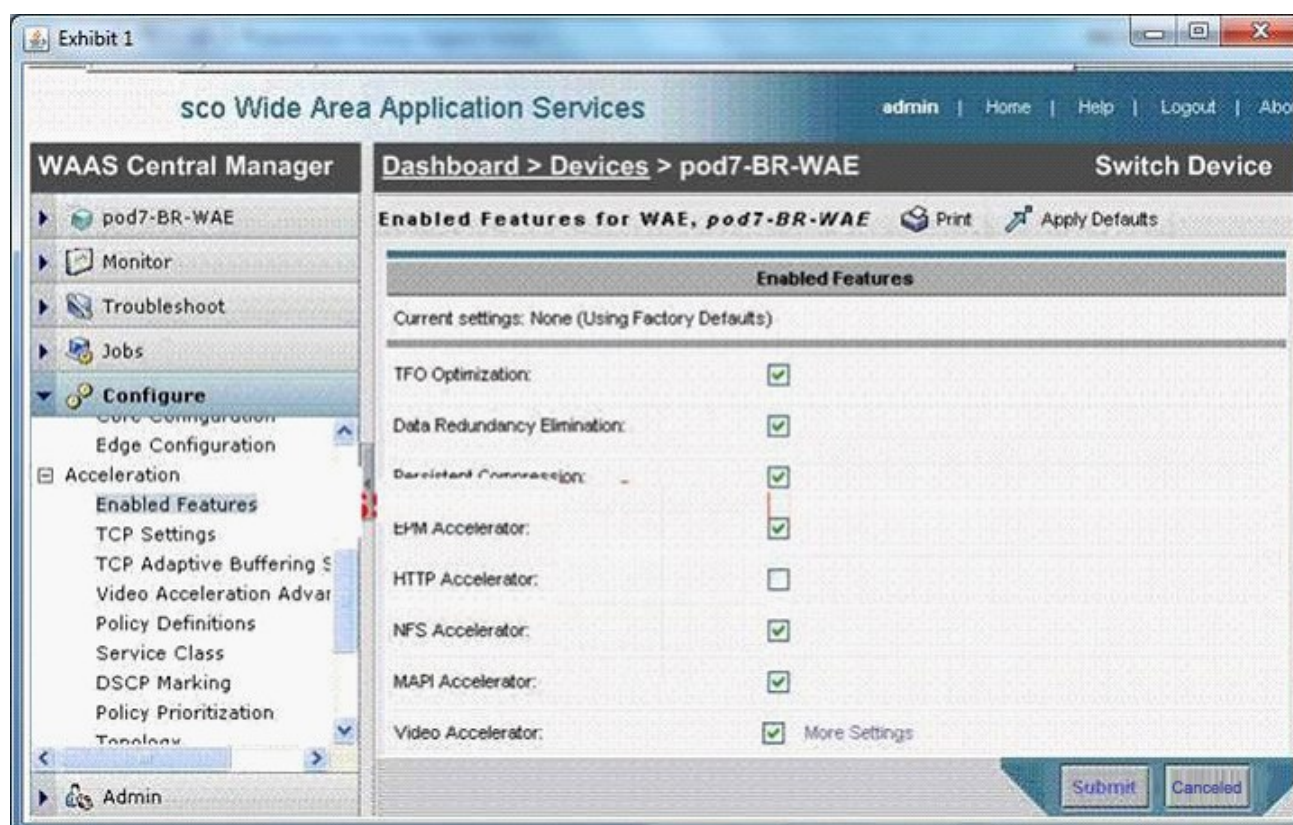 Exhibit 1
sco Wide Area Application Services
admin | Home | Help | Logout | Abo
WAAS Central Manager
Dashboard > Devices > pod7-BR-WAE
Switch Device
pod7-BR-WAE
Monitor
Troubleshoot
Jobs
Configure
Core Configuration
Edge Configuration
Acceleration
Enabled Features
TCP Settings
TCP Adaptive Buffering S
Video Acceleration Advan
Policy Definitions
Service Class
DSCP Marking
Policy Prioritization
Topology
Admin
Enabled Features for WAE, pod7-BR-WAE
Print
Apply Defaults
Enabled Features
Current settings: None (Using Factory Defaults)
TFO Optimization:
Data Redundancy Elimination:
Persistent Compression:
EPM Accelerator:
HTTP Accelerator:
NFS Accelerator:
MAPI Accelerator:
Video Accelerator:
More Settings
Submit
Canceled